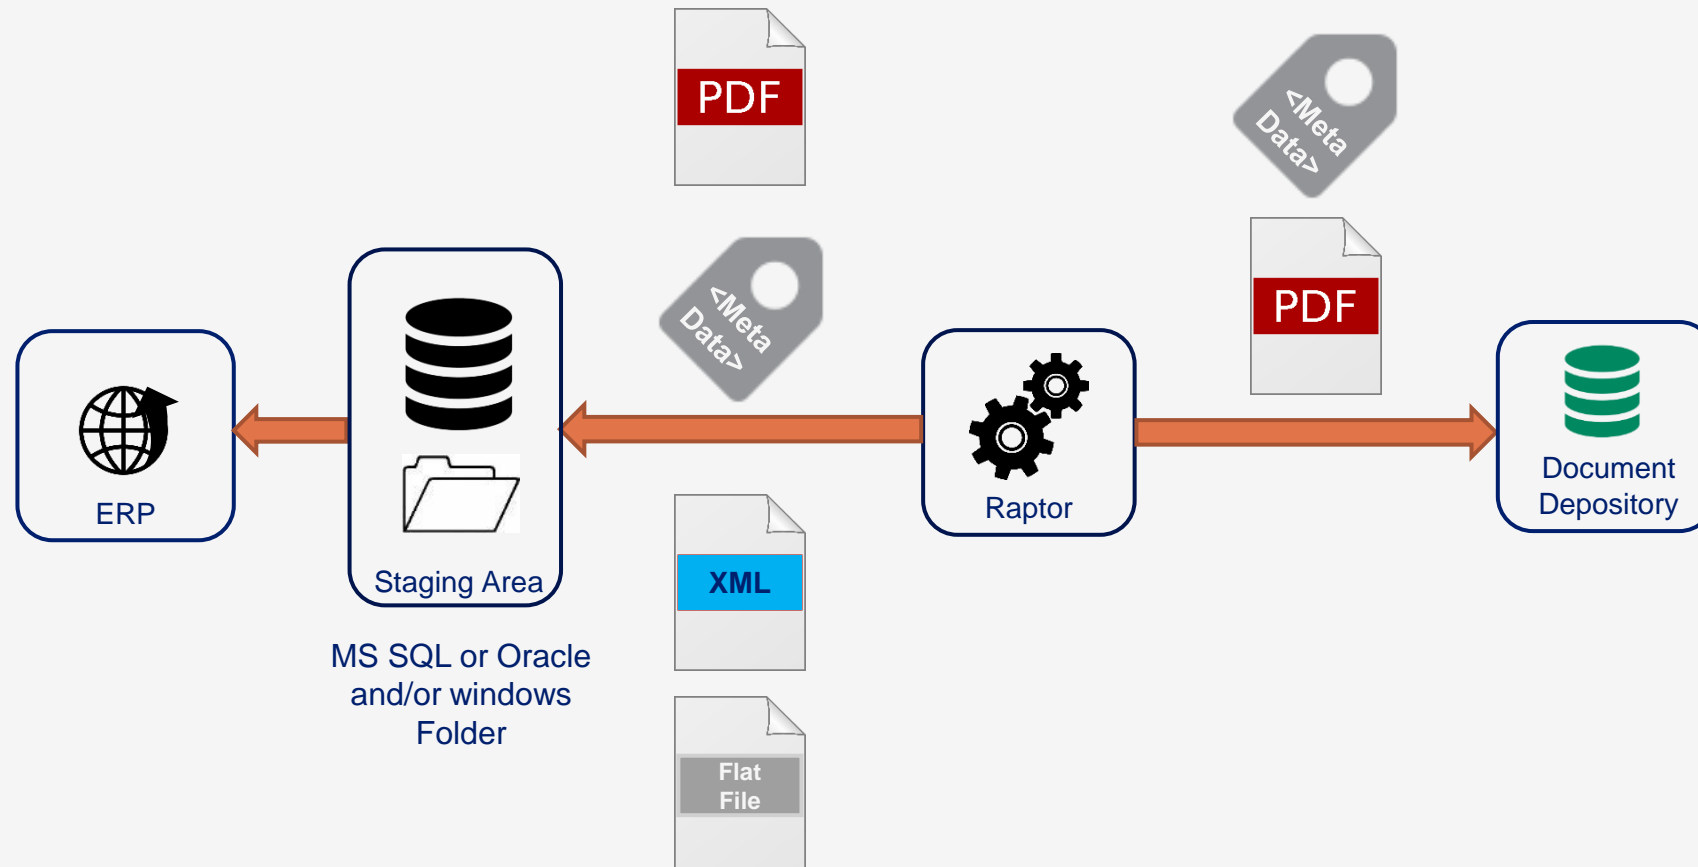 PDF
<Meta
Data>
<Meta
Data>
PDF
ERP
Staging Area
MS SQL or Oracle
and/or windows
Folder
Raptor
Document
Depository
XML
Flat
File